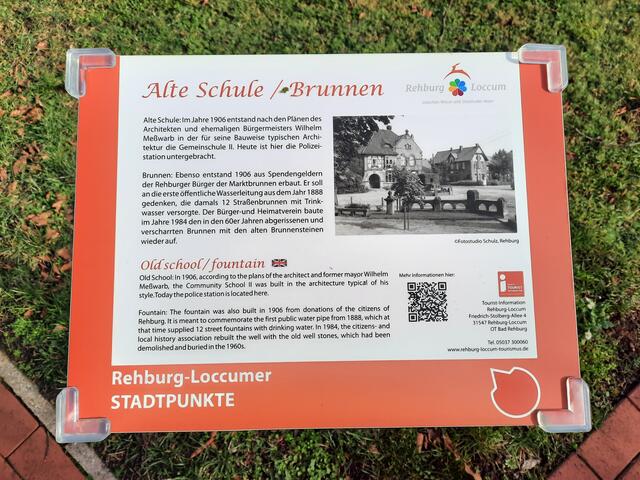 Alte Schule / Brunnen
Rehburg Loccum
Alte Schule: Im Jahre 1906 entstand nach den Plänen des
Architekten und ehemaligen Bürgermeisters Wilhelm
Meßwarb in der für seine Bauweise typischen Archi-
tektur die Gemeinschule II. Heute ist hier die Polizei-
station untergebracht.
Brunnen: Ebenso entstand 1906 aus Spendengeldern
der Rehburger Bürger der Marktbrunnen erbaut. Er soll
an die erste öffentliche Wasserleitung aus dem Jahr 1888
gedenken, die damals 12 Straßenbrunnen mit Trink-
wasser versorgte. Der Bürger-und Heimatverein baute
im Jahre 1984 den in den 60er Jahren abgerissenen und
verscharrten Brunnen mit den alten Brunnensteinen
wieder auf.
©Fotostudio Schulz, Rehburg
Old school / fountain
Old School: In 1906, according to the plans of the architect and former mayor Wilhelm
Meßwarb, the Community School II was built in the architecture typical of his
style.Today the police station is located here.
Fountain: The fountain was also built in 1906 from donations of the citizens of
Rehburg. It is meant to commemorate the first public water pipe from 1888, which at
that time supplied 12 street fountains with drinking water. In 1984, the citizens- and
local history association rebuilt the well with the old well stones, which had been
demolished and buried in the 1960s.
Mehr Informationen hier:
Tourist-Information
Rehburg-Loccum
Friedrich-Stolberg-Allee 4
31547 Rehburg-Loccum
OT Bad Rehburg
Tel. 05037 300060
www.rehburg-loccum-tourismus.de
Rehburg-Loccumer
STADTPUNKTE